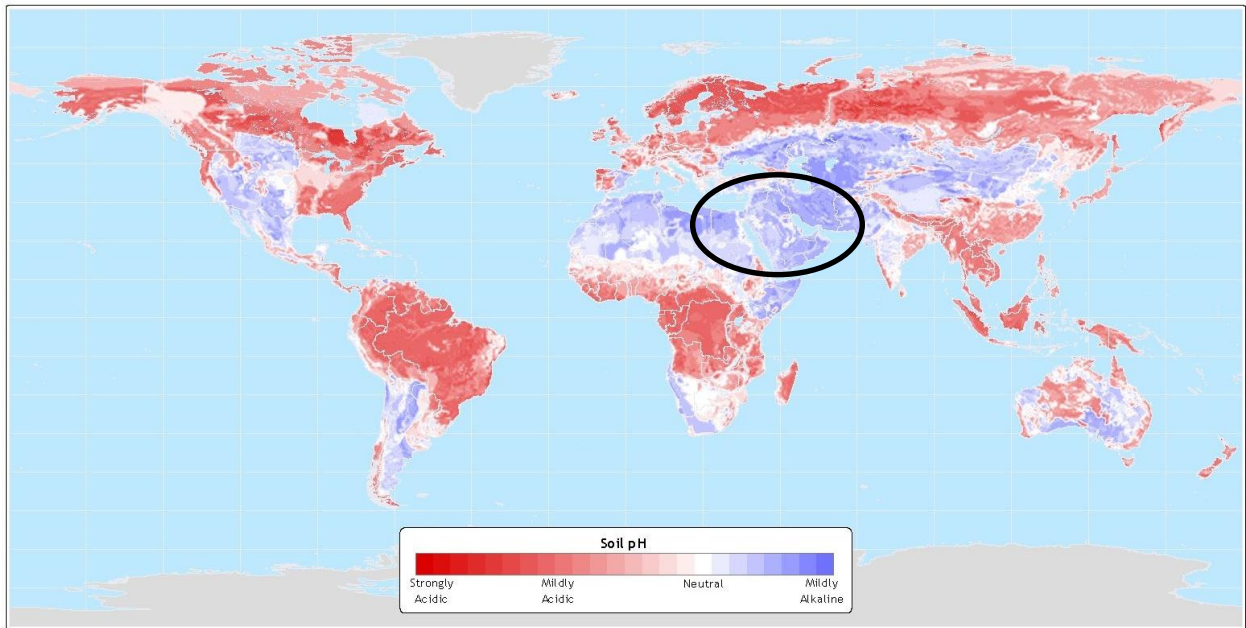 Soil pH
Strongly Acidic
Mildly Acidic
Neutral
Mildly Alkaline